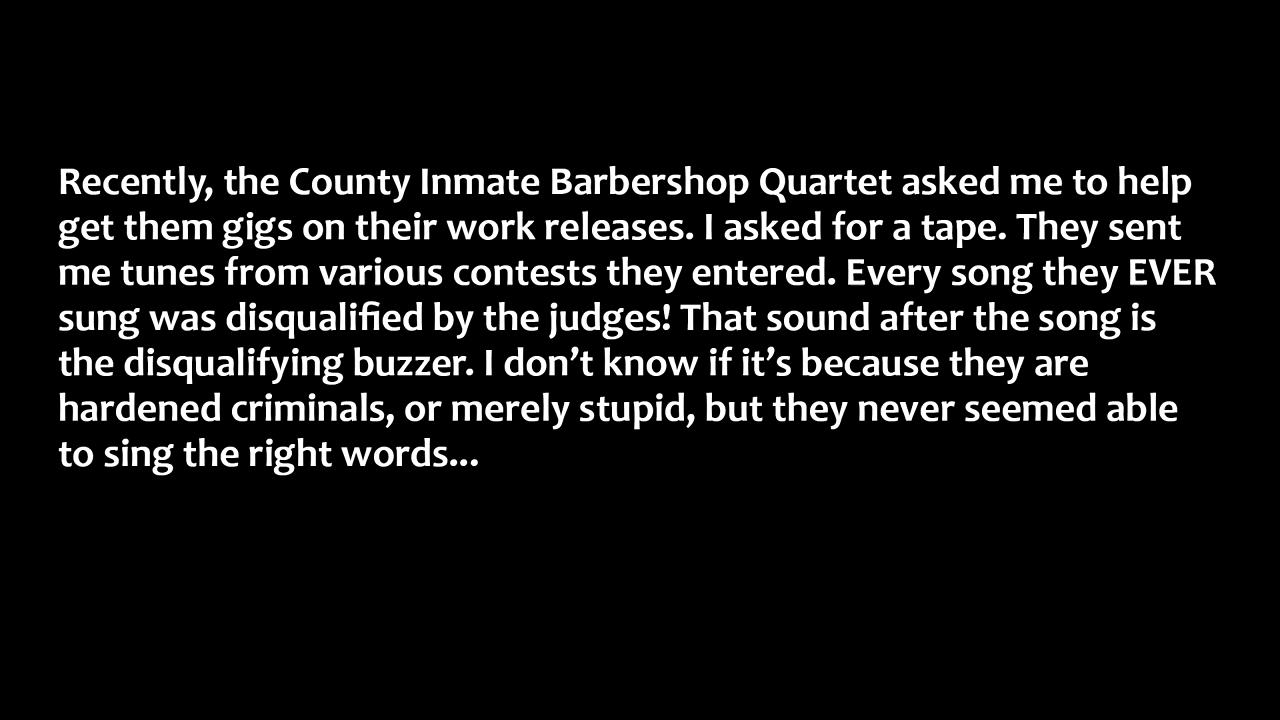 Recently, the County Inmate Barbershop Quartet asked me to help
get them gigs on their work releases. I asked for a tape. They sent
me tunes from various contests they entered. Every song they EVER
sung was disqualified by the judges! That sound after the song is
the disqualifying buzzer. I don’t know if it’s because they are
hardened criminals, or merely stupid, but they never seemed able
to sing the right words...